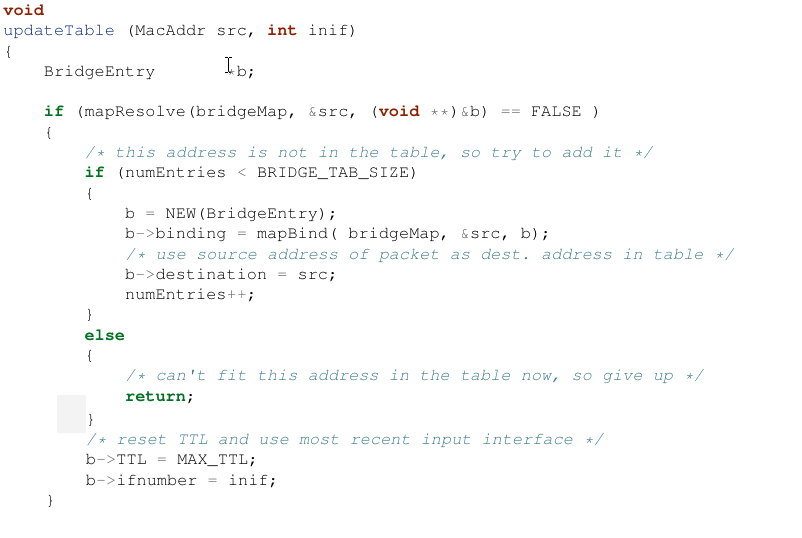 void
updateTable (MacAddr src, int inif)
{
    BridgeEntry       *b;
    if (mapResolve(bridgeMap, &src, (void **)&b) == FALSE )
    {
        /* this address is not in the table, so try to add it */
        if (numEntries < BRIDGE_TAB_SIZE)
        {
            b = NEW(BridgeEntry);
            b->binding = mapBind( bridgeMap, &src, b);
            /* use source address of packet as dest. address in table */
            b->destination = src;
            numEntries++;
        }
        else
        {
            /* can't fit this address in the table now, so give up */
            return;
        }
        /* reset TTL and use most recent input interface */
        b->TTL = MAX_TTL;
        b->ifnumber = inif;
    }